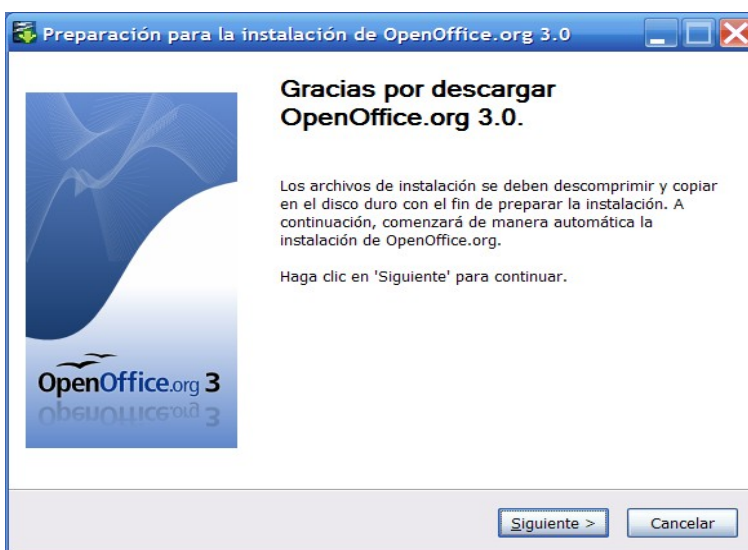 Preparación para la instalación de OpenOffice.org 3.0
Gracias por descargar
OpenOffice.org 3.0.
Los archivos de instalación se deben descomprimir y copiar
en el disco duro con el fin de preparar la instalación. A
continuación, comenzará de manera automática la
instalación de OpenOffice.org.
Haga clic en 'Siguiente' para continuar.
OpenOffice.org 3
Siguiente >
Cancelar